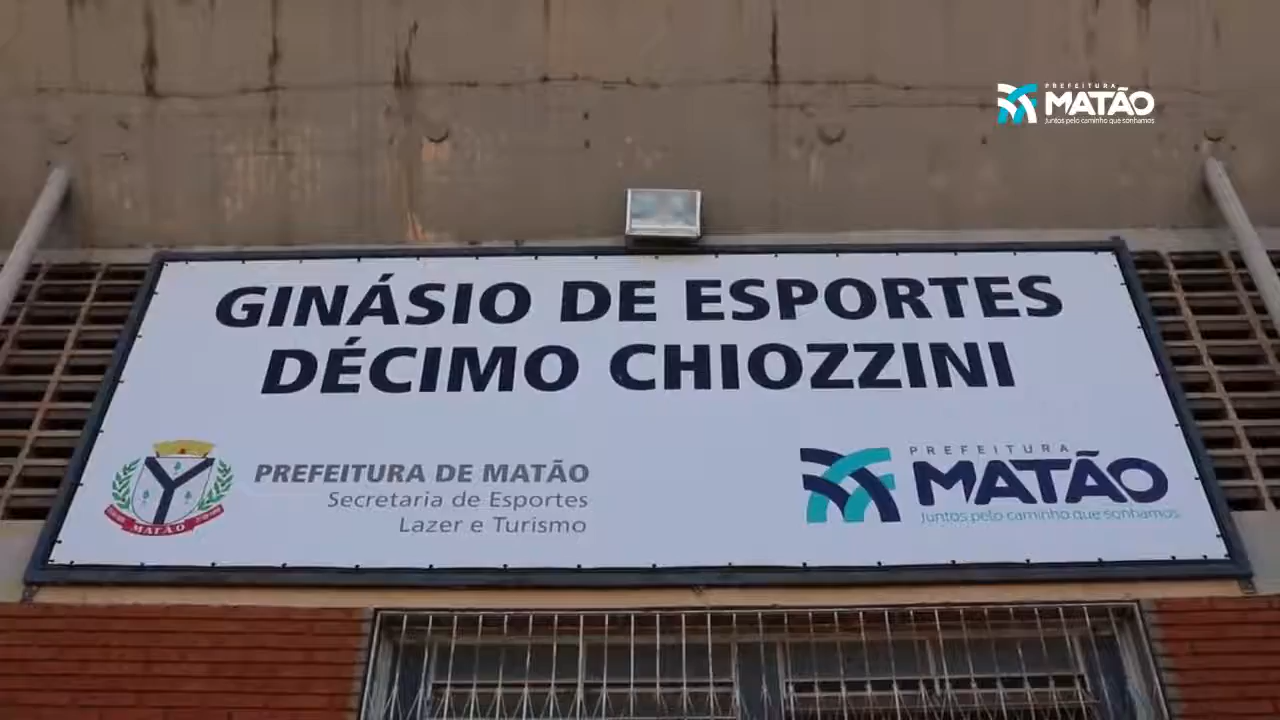 PREFEITURA
MATÃO
Juntos pelo caminho que sonhamos
GINÁSIO DE ESPORTES
DÉCIMO CHIOZZINI
MATÃO
PREFEITURA DE MATÃO
Secretaria de Esportes
Lazer e Turismo
PREFEITURA
MATÃO
Juntos pelo caminho que sonhamos